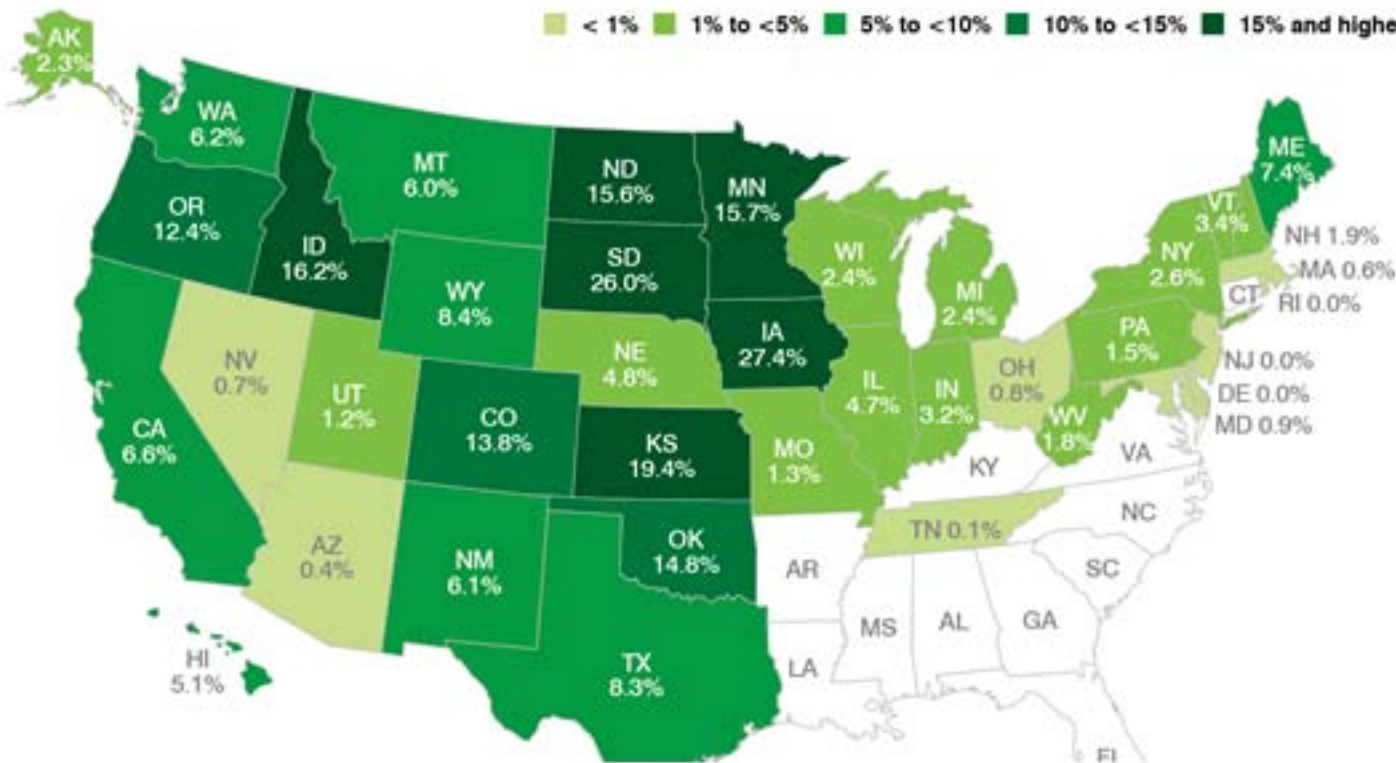 < 1%
1% to <5%
5% to <10%
10% to <15%
15% and highe
AK
2.3%
WA
6.2%
MT
6.0%
ND
15.6%
MN
15.7%
ME
7.4%
OR
12.4%
ID
16.2%
SD
26.0%
WI
2.4%
VT
3.4%
NH 1.9%
NY
2.6%
MA 0.6%
CT
RI 0.0%
WY
8.4%
MI
2.4%
IA
27.4%
PA
1.5%
NJ 0.0%
NV
0.7%
NE
4.8%
OH
0.8%
DE 0.0%
UT
1.2%
IL
4.7%
IN
3.2%
MD 0.9%
CA
6.6%
CO
13.8%
WV
1.8%
KS
19.4%
MO
1.3%
KY
VA
AZ
0.4%
NM
6.1%
OK
14.8%
TN 0.1%
NC
AR
SC
MS
AL
GA
HI
5.1%
TX
8.3%
LA